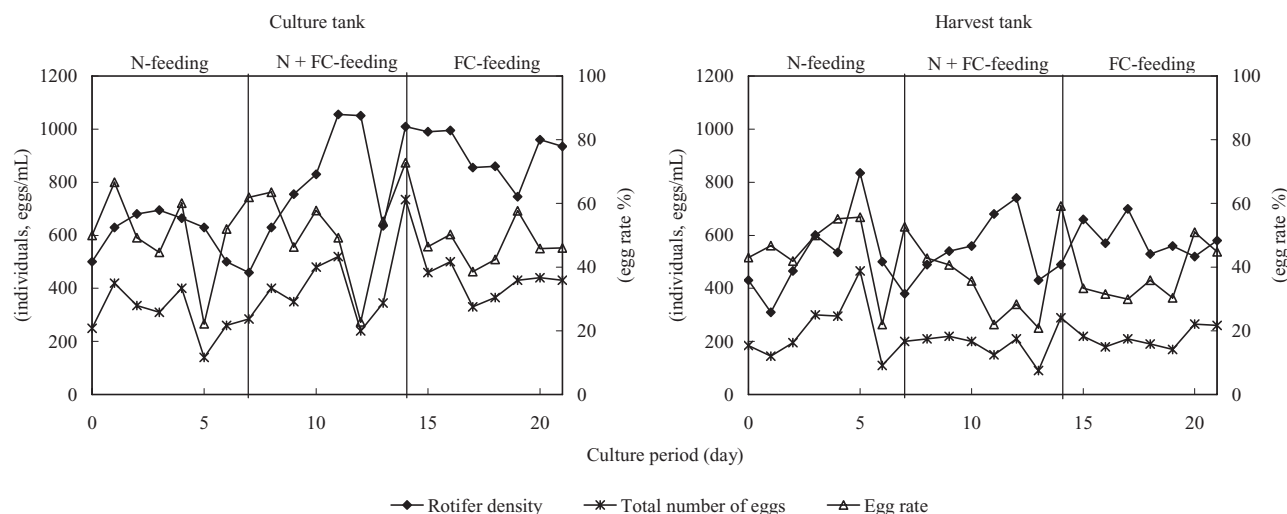 Culture tank
Harvest tank
N-feeding
N + FC-feeding
FC-feeding
N-feeding
N + FC-feeding
FC-feeding
1200
1000
800
600
400
200
0
(individuals, eggs/mL)
100
80
60
40
20
0
(egg rate %)
1200
1000
800
600
400
200
0
(individuals, eggs/mL)
100
80
60
40
20
0
(egg rate %)
0 5 10 15 20
0 5 10 15 20
Culture period (day)
Rotifer density
Total number of eggs
Egg rate